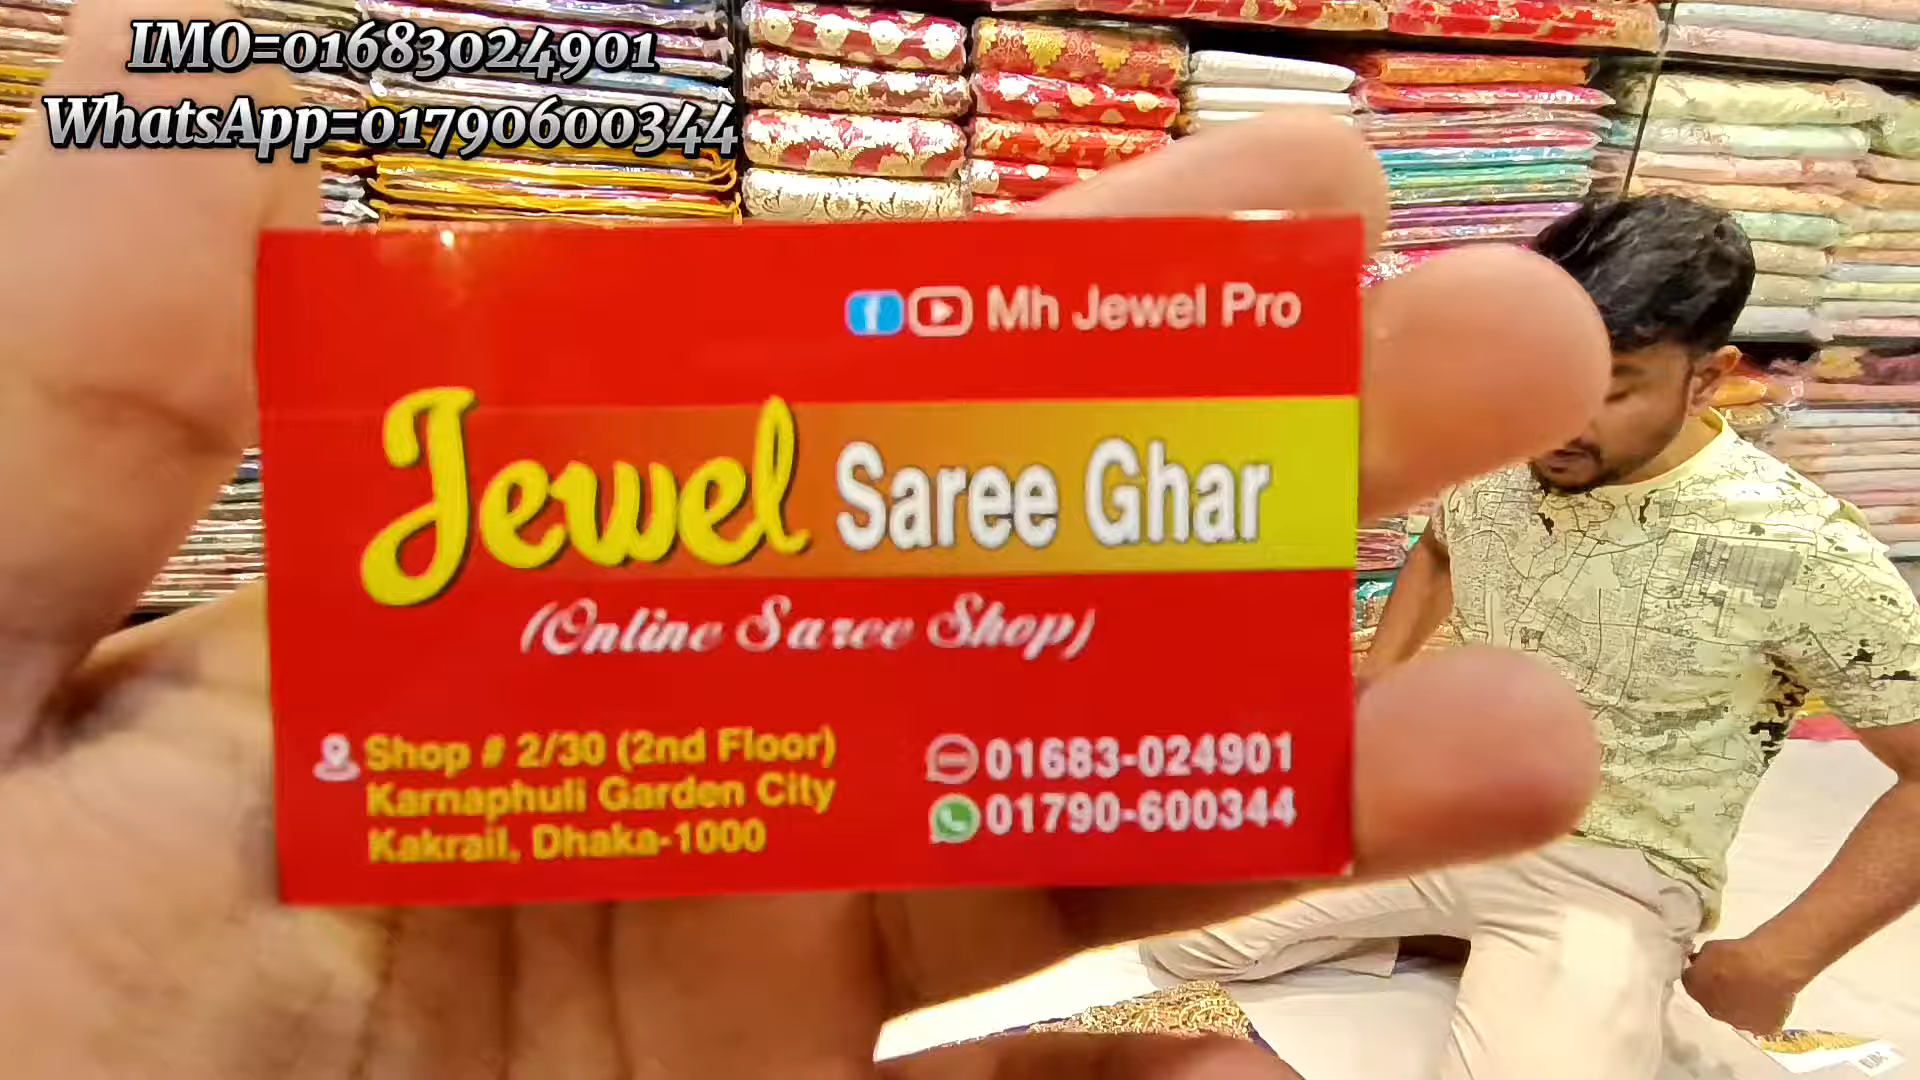 IMO=01683024901
WhatsApp=01790600344
Mh Jewel Pro
Jewel Saree Ghar
(Online Saree Shop)
Shop # 2/30 (2nd Floor)
Karnaphuli Garden City
Kakrail, Dhaka-1000
01683-024901
01790-600344